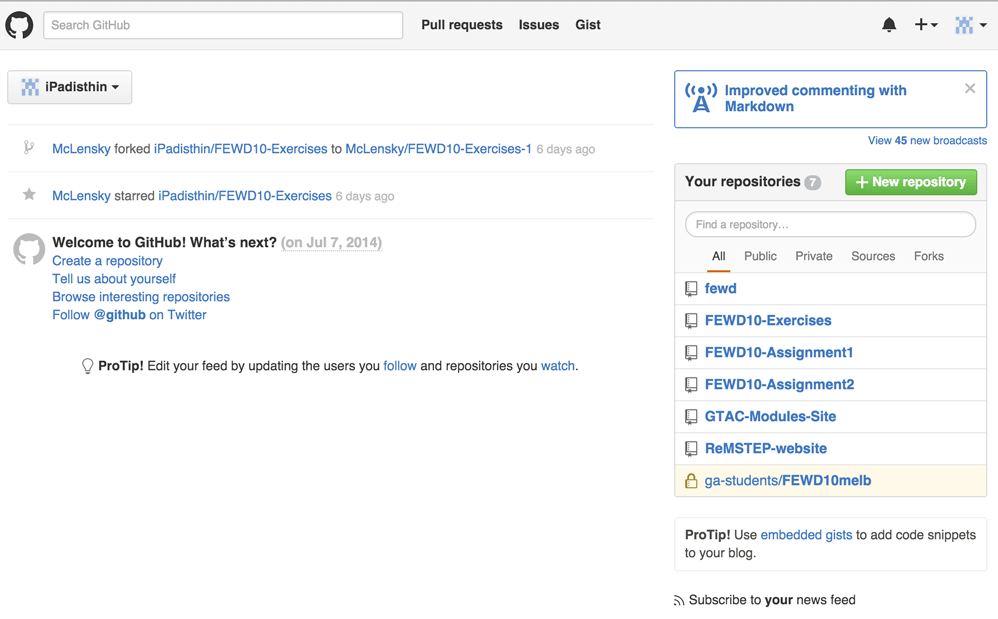 Search GitHub
Pull requests Issues Gist
iPadisthin
McLensky forked iPadisthin/FEWD10-Exercises to McLensky/FEWD10-Exercises-1 6 days ago
McLensky starred iPadisthin/FEWD10-Exercises 6 days ago
Welcome to GitHub! What's next? (on Jul 7, 2014)
Create a repository
Tell us about yourself
Browse interesting repositories
Follow @github on Twitter
ProTip! Edit your feed by updating the users you follow and repositories you watch.
Improved commenting with
Markdown
View 45 new broadcasts
Your repositories 7
New repository
Find a repository…
All Public Private Sources Forks
fewd
FEWD10-Exercises
FEWD10-Assignment1
FEWD10-Assignment2
GTAC-Modules-Site
ReMSTEP-website
ga-students/FEWD10melb
ProTip! Use embedded gists to add code snippets
to your blog.
Subscribe to your news feed